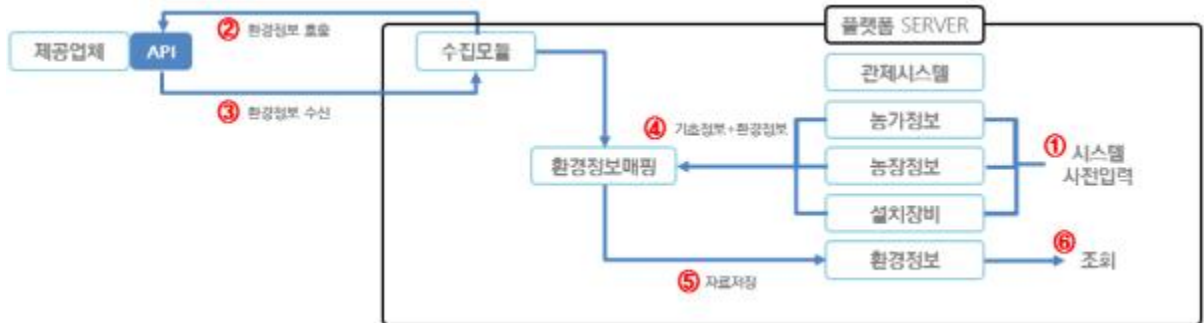 플랫폼 SERVER
② 환경정보 호출
제공업체
API
수집모듈
관제시스템
③ 환경정보 수신
농가정보
④ 기초정보+환경정보
① 시스템
사전입력
환경정보매핑
농장정보
설치장비
환경정보
⑥ 조회
⑤ 자료저장